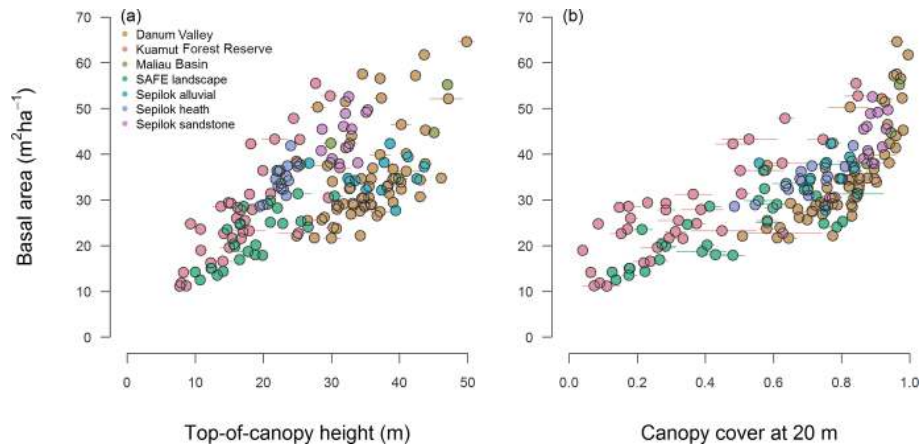 (a)
(b)
Danum Valley
Kuamut Forest Reserve
Maliau Basin
SAFE landscape
Sepilok alluvial
Sepilok heath
Sepilok sandstone
Basal area (m²ha⁻¹)
70
60
50
40
30
20
10
0
70
60
50
40
30
20
10
0
0
10
20
30
40
50
0.0
0.2
0.4
0.6
0.8
1.0
Top-of-canopy height (m)
Canopy cover at 20 m